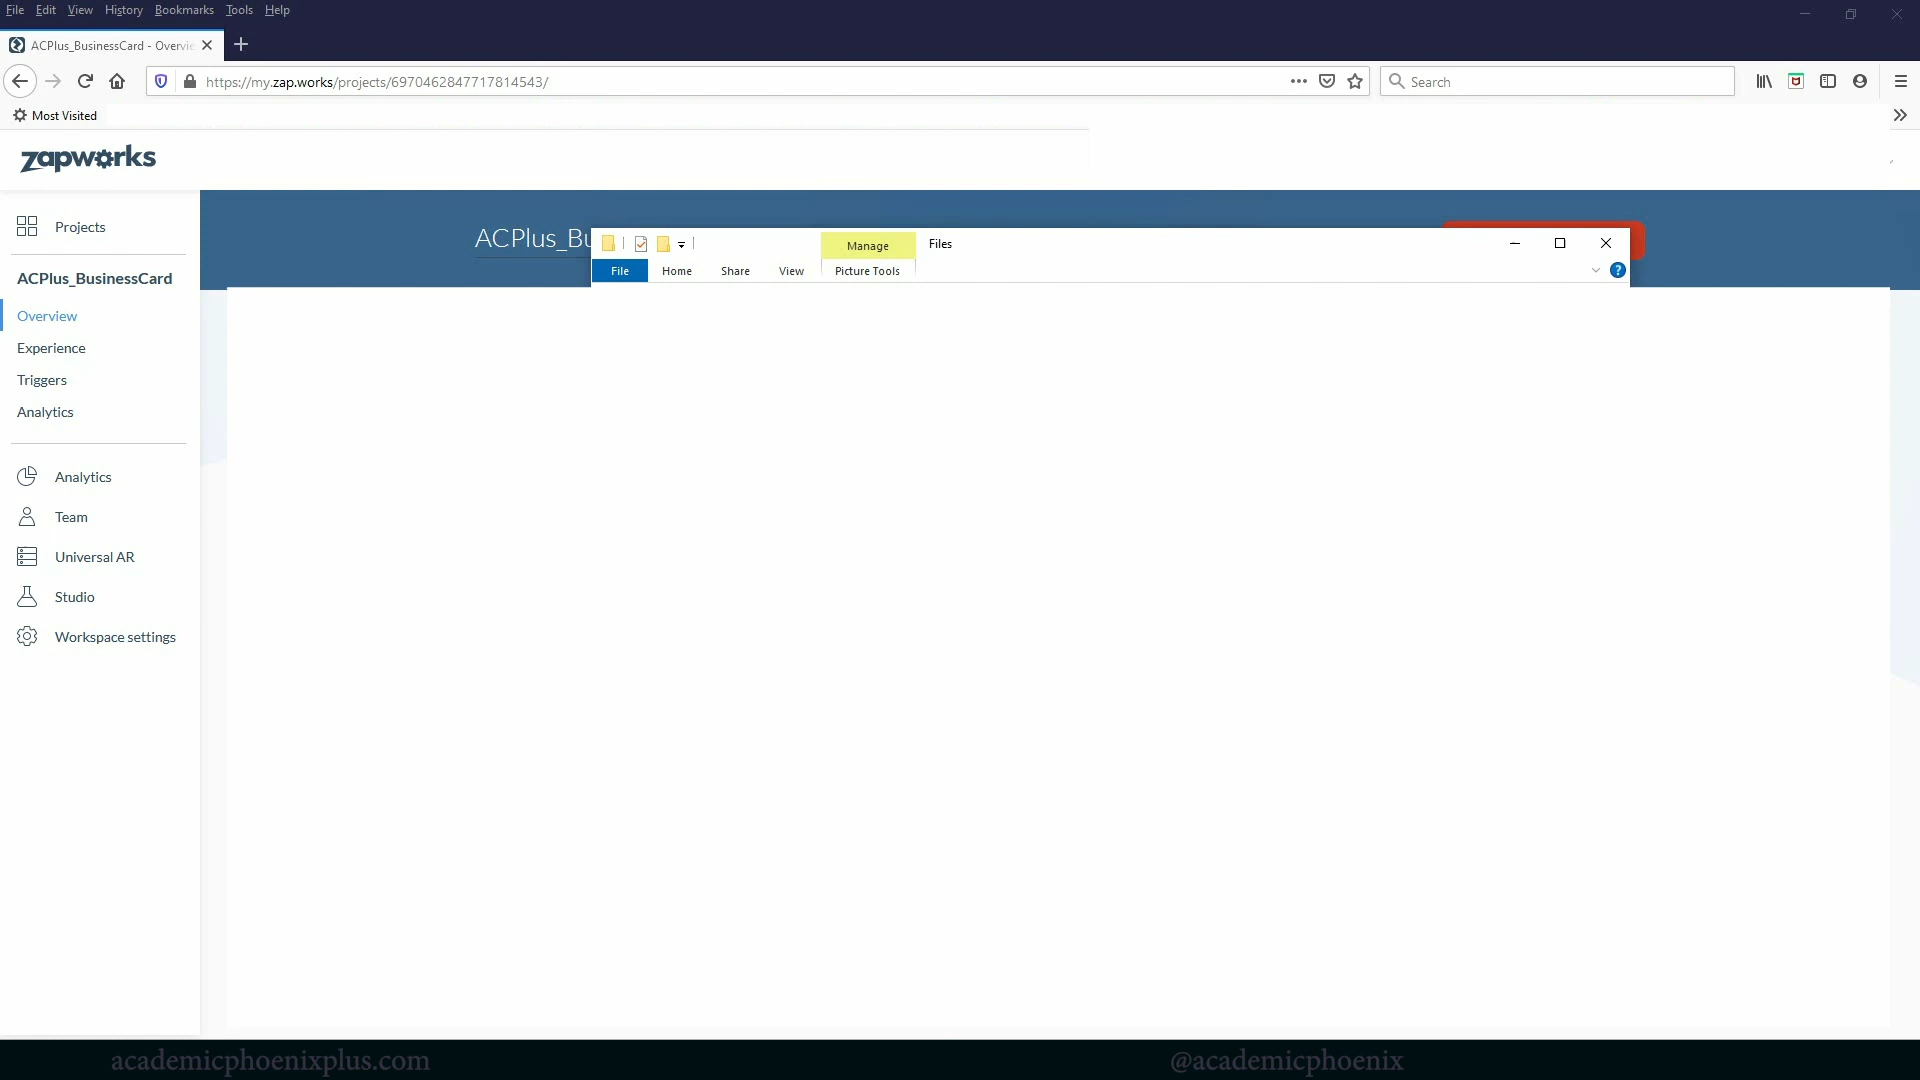 File Edit View History Bookmarks Tools Help
ACPlus_BusinessCard - Overvie
https://my.zap.works/projects/6970462847717814543/
Search
Most Visited
zapworks
Projects
ACPlus_Bu
Manage
Files
File
Home
Share
View
Picture Tools
ACPlus_BusinessCard
Overview
Experience
Triggers
Analytics
Analytics
Team
Universal AR
Studio
Workspace settings
academicphoenixplus.com
@academicphoenix